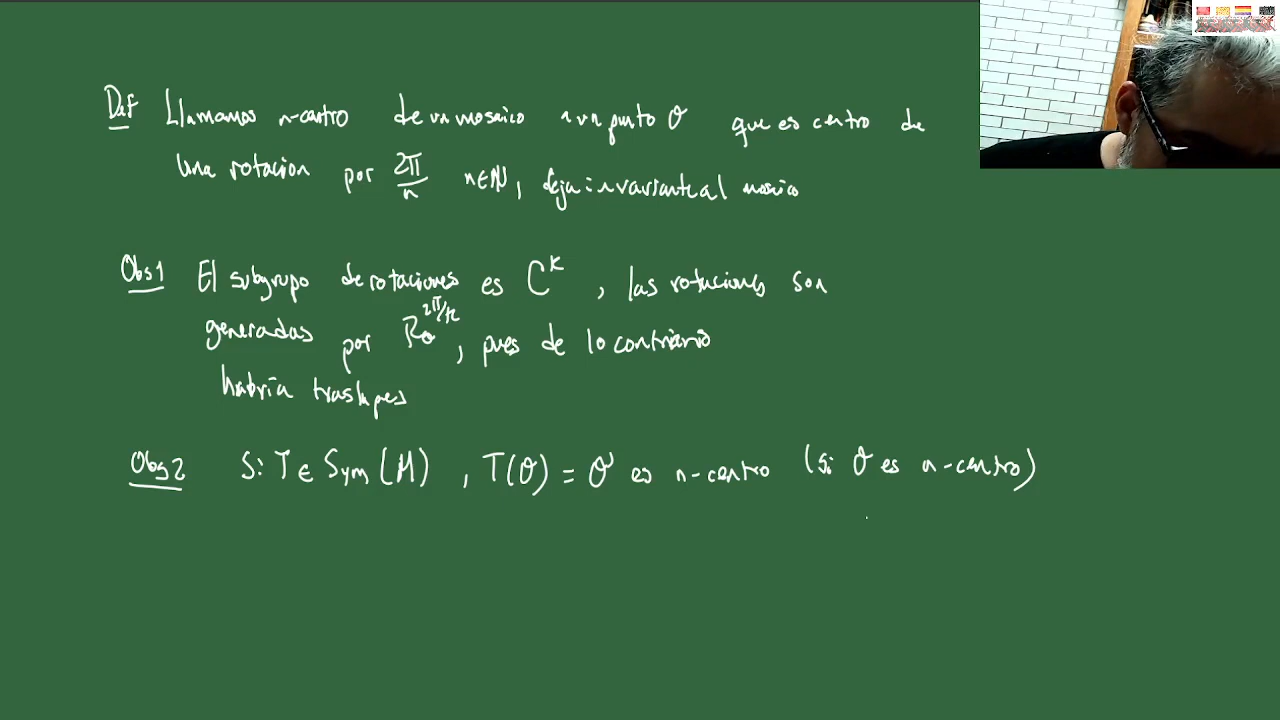 Def Llamamos n-centro de un mosaico a un punto O que es centro de
una rotacion por 2π/n n∈ℕ, deja invariante al mosaico
Obs1 El subgrupo de rotaciones es C^k, las rotaciones son
generadas por R_O^{2π/k}, pues de lo contrario
habría traslapes
Obs2 Si T ∈ Sym(M), T(O) = O' es n-centro (si O es n-centro)